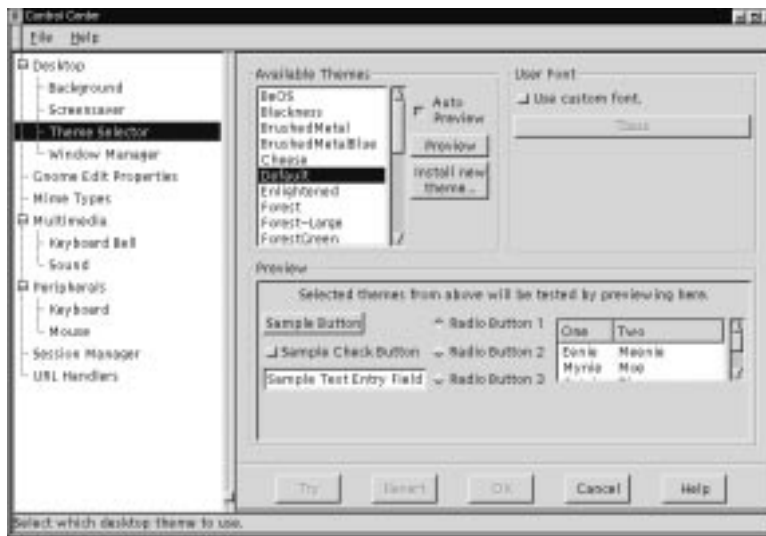 Control Center
File Help
Desktop
Background
Screensaver
Theme Selector
Window Manager
Gnome Edit Properties
Mime Types
Multimedia
Keyboard Bell
Sound
Peripherals
Keyboard
Mouse
Session Manager
URL Handlers
Available Themes
BeOS
Blackness
BrushedMetal
BrushedMetalBlue
Cheese
Default
Enlightened
Forest
Forest-Large
ForestGreen
Auto
Preview
Preview
Install new
theme...
User Font
Use custom font.
Preview
Selected themes from above will be tested by previewing here.
Sample Button
Radio Button 1
Sample Check Button
Radio Button 2
Sample Text Entry Field
Radio Button 3
One Two
Eenie Meenie
Mynie Moe
Try Revert OK Cancel Help
Select which desktop theme to use.